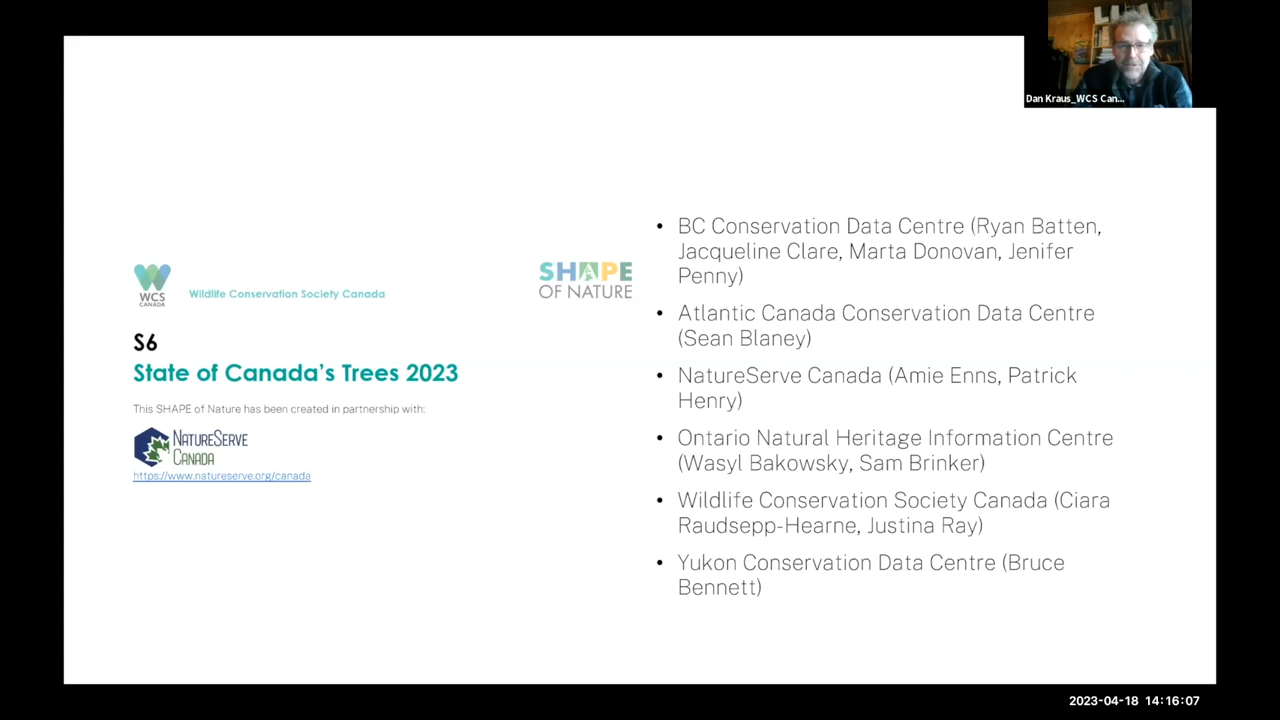 Dan Kraus_WCS Can...
WCS
CANADA
Wildlife Conservation Society Canada
SHAPE
OF NATURE
S6
State of Canada's Trees 2023
This SHAPE of Nature has been created in partnership with:
NATURESERVE
CANADA
https://www.natureserve.org/canada
• BC Conservation Data Centre (Ryan Batten,
Jacqueline Clare, Marta Donovan, Jenifer
Penny)
• Atlantic Canada Conservation Data Centre
(Sean Blaney)
• NatureServe Canada (Amie Enns, Patrick
Henry)
• Ontario Natural Heritage Information Centre
(Wasyl Bakowsky, Sam Brinker)
• Wildlife Conservation Society Canada (Ciara
Raudsepp-Hearne, Justina Ray)
• Yukon Conservation Data Centre (Bruce
Bennett)
2023-04-18 14:16:07